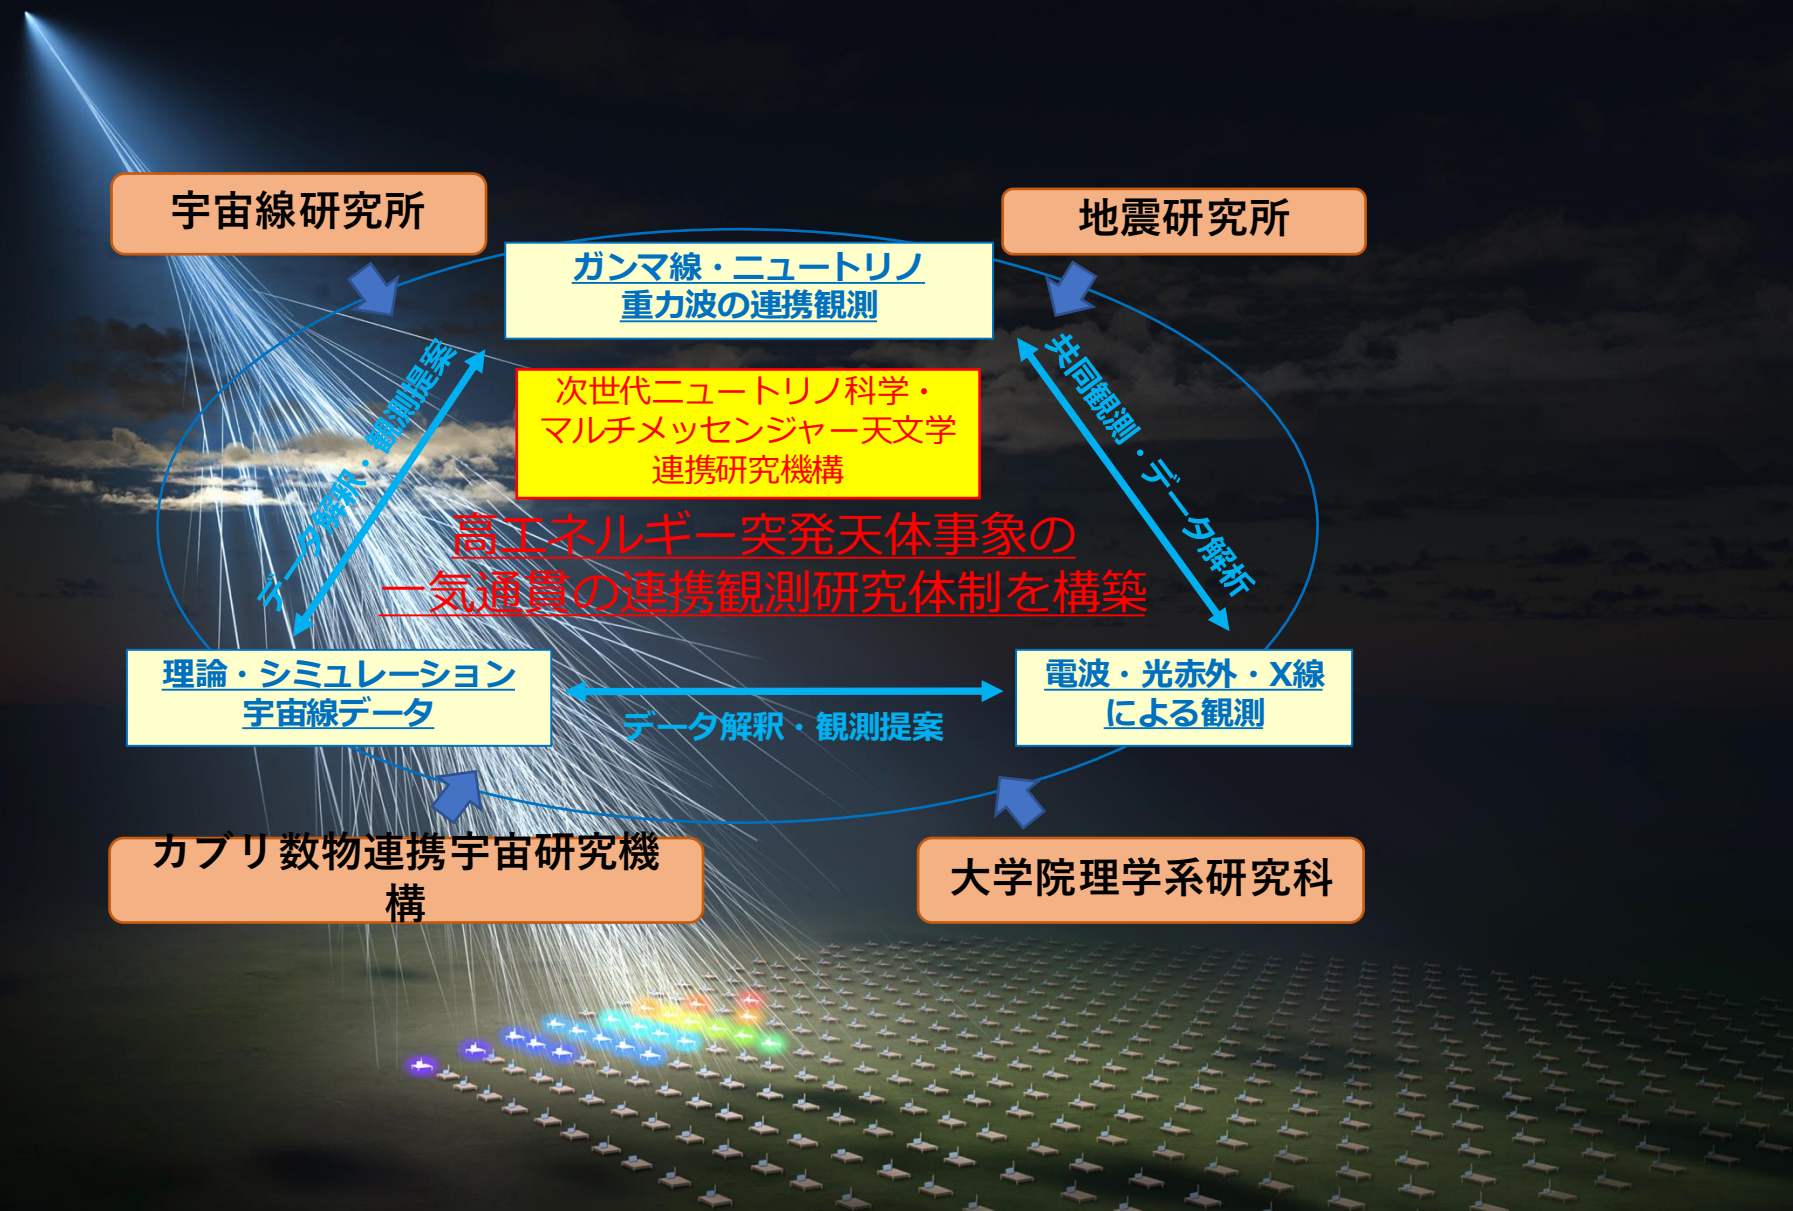 宇宙線研究所
地震研究所
ガンマ線・ニュートリノ
重力波の連携観測
次世代ニュートリノ科学・
マルチメッセンジャー天文学
連携研究機構
データ解釈・観測提案
共同観測・データ解析
高エネルギー突発天体事象の
一気通貫の連携観測研究体制を構築
理論・シミュレーション
宇宙線データ
電波・光赤外・X線
による観測
データ解釈・観測提案
カブリ数物連携宇宙研究機
構
大学院理学系研究科